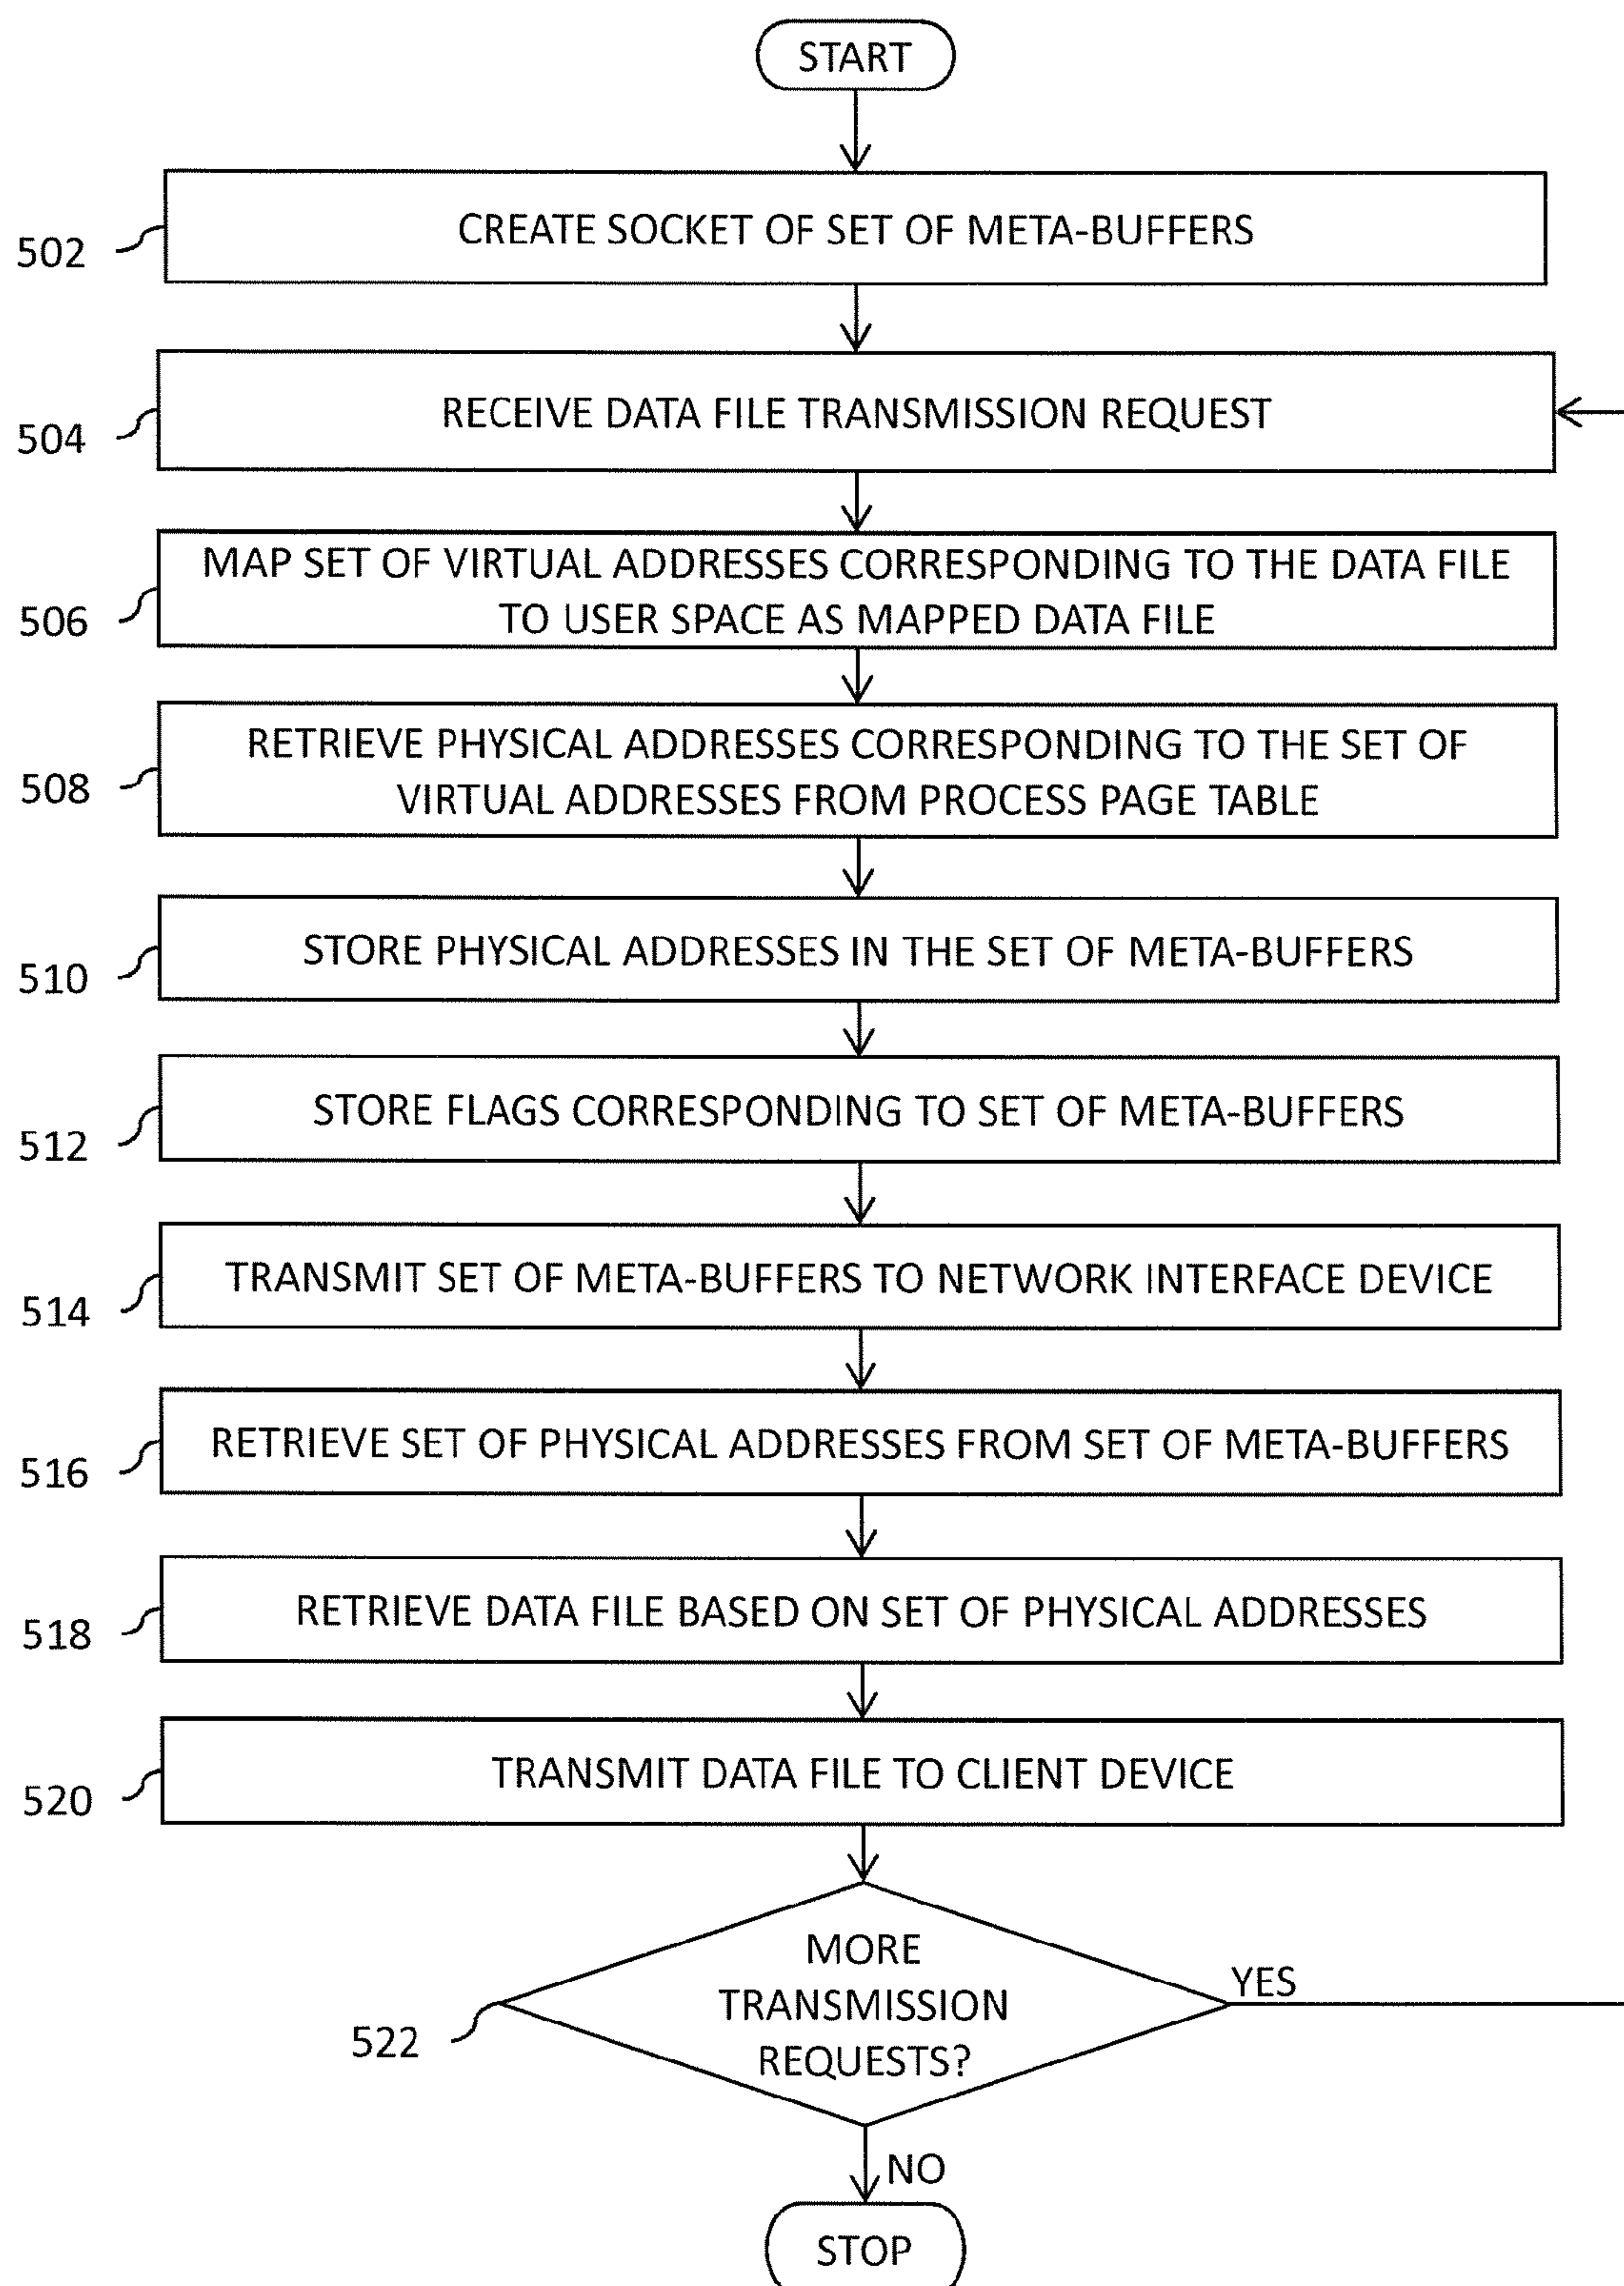 START
502
CREATE SOCKET OF SET OF META-BUFFERS
504
RECEIVE DATA FILE TRANSMISSION REQUEST
506
MAP SET OF VIRTUAL ADDRESSES CORRESPONDING TO THE DATA FILE
TO USER SPACE AS MAPPED DATA FILE
508
RETRIEVE PHYSICAL ADDRESSES CORRESPONDING TO THE SET OF
VIRTUAL ADDRESSES FROM PROCESS PAGE TABLE
510
STORE PHYSICAL ADDRESSES IN THE SET OF META-BUFFERS
512
STORE FLAGS CORRESPONDING TO SET OF META-BUFFERS
514
TRANSMIT SET OF META-BUFFERS TO NETWORK INTERFACE DEVICE
516
RETRIEVE SET OF PHYSICAL ADDRESSES FROM SET OF META-BUFFERS
518
RETRIEVE DATA FILE BASED ON SET OF PHYSICAL ADDRESSES
520
TRANSMIT DATA FILE TO CLIENT DEVICE
522
MORE
TRANSMISSION
REQUESTS?
YES
NO
STOP